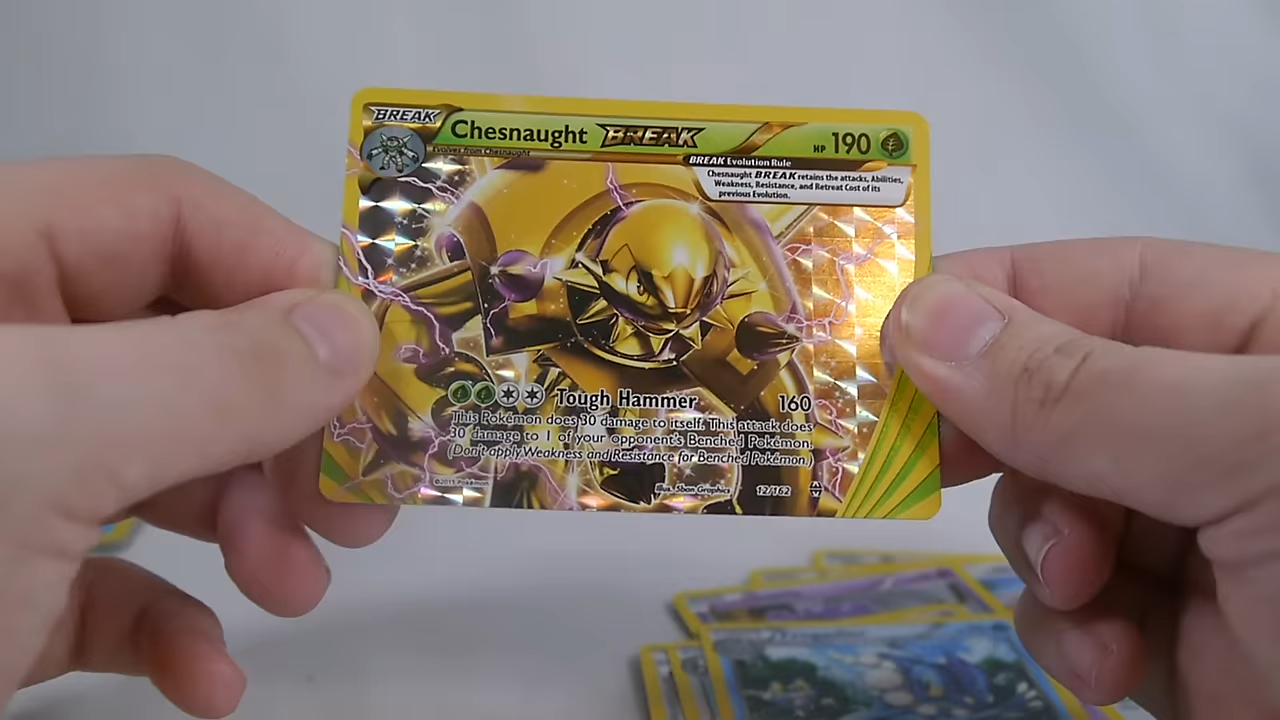 BREAK
Chesnaught BREAK HP 190
Evolves from Chesnaught
BREAK Evolution Rule
Chesnaught BREAK retains the attacks, Abilities,
Weakness, Resistance, and Retreat Cost of its
previous Evolution.
Tough Hammer 160
This Pokémon does 30 damage to itself. This attack does
30 damage to 1 of your opponent's Benched Pokémon.
(Don't apply Weakness and Resistance for Benched Pokémon.)
©2015 Pokémon
Illus. 5ban Graphics
12/162